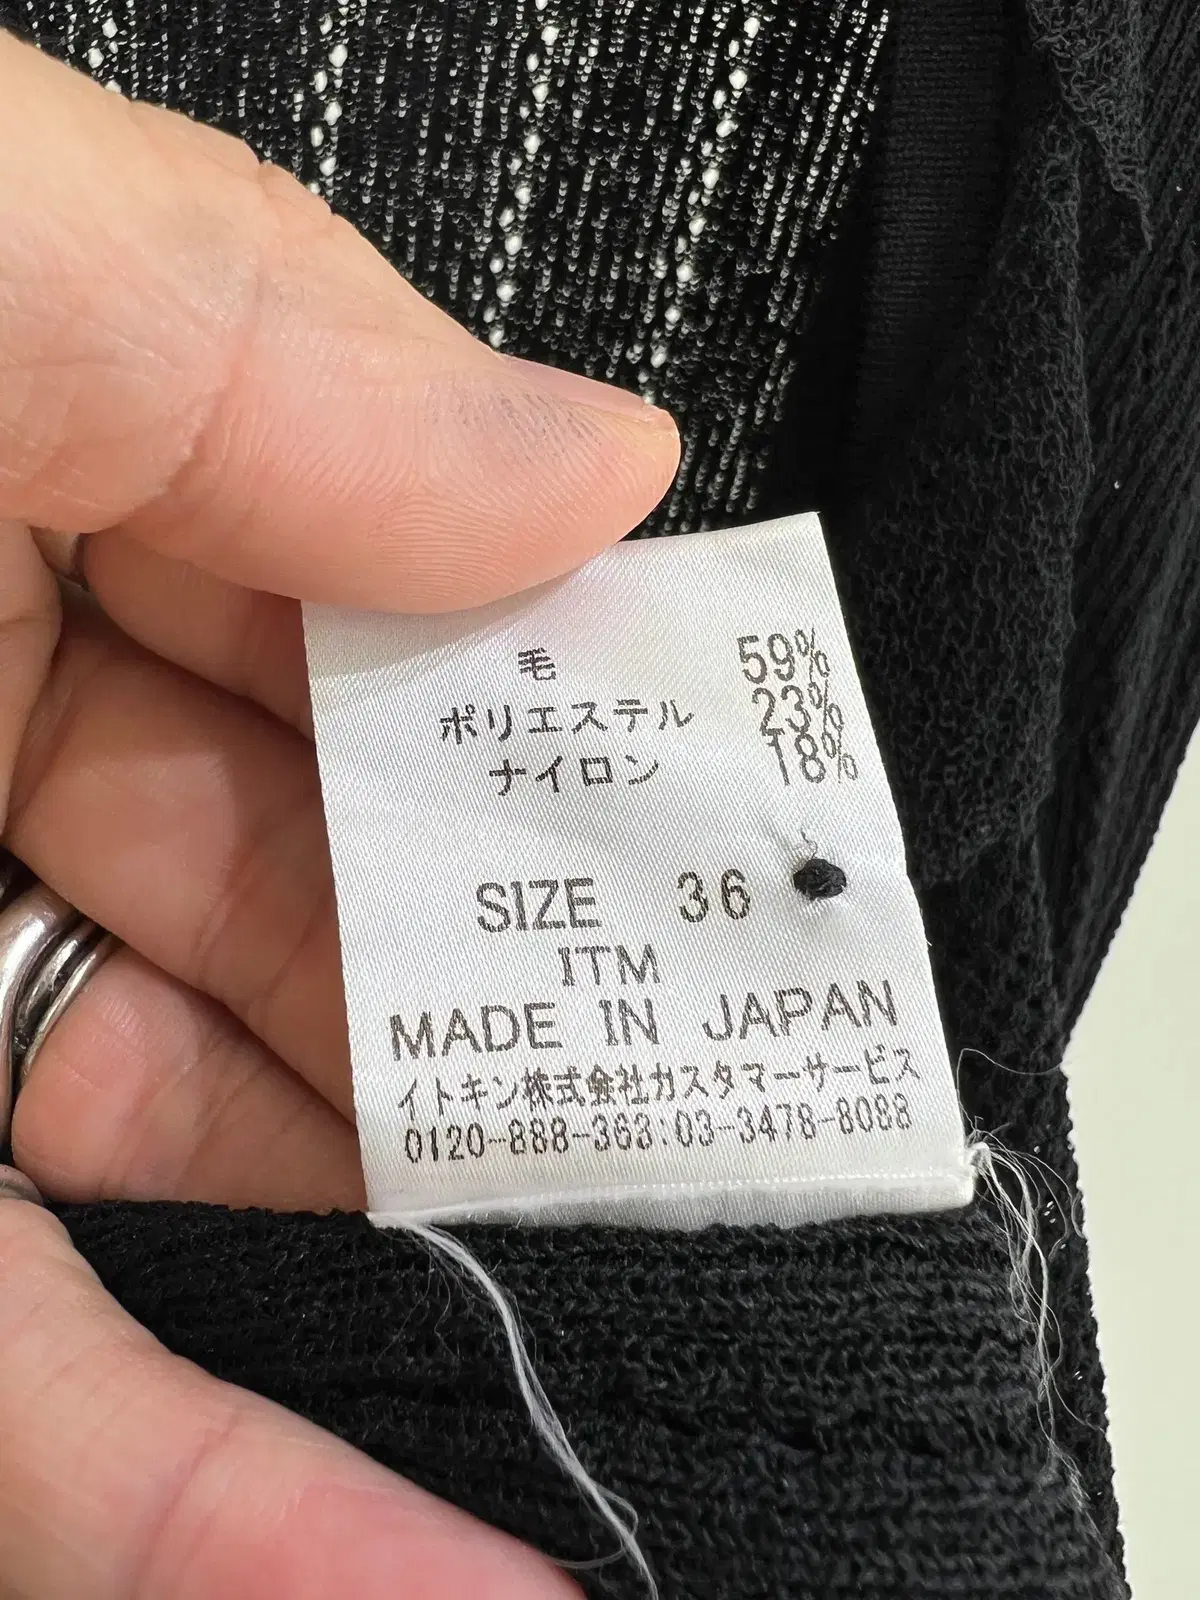 毛 59%
ポリエステル 23%
ナイロン 18%
SIZE 36
ITM
MADE IN JAPAN
イトキン株式会社カスタマーサービス
0120-888-363:03-3478-8088